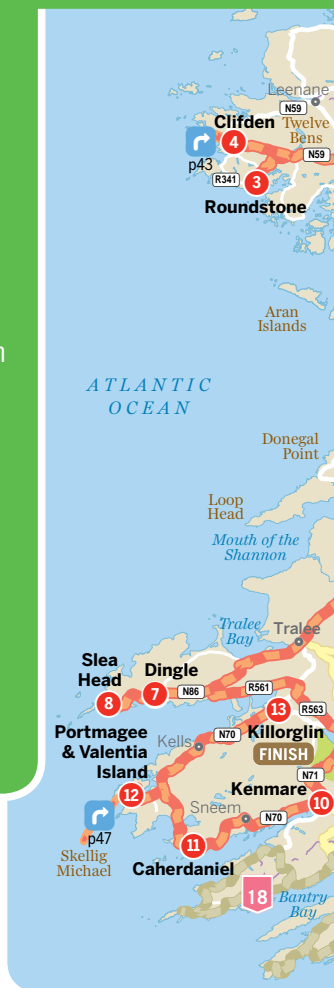 Leenane
N59
Clifden
Twelve
Bens
4
N59
p43
R341
3
Roundstone
Aran
Islands
n
ATLANTIC
OCEAN
Donegal
Point
Loop
Head
Mouth of the
Shannon
Tralee
Bay
Tralee
Slea
Head
Dingle
8
7
N86
R561
13
R563
Portmagee
& Valentia
Island
Kells
N70
Killorglin
FINISH
N71
12
Kenmare
10
p47
Sneem
N70
Skellig
Michael
11
Caherdaniel
18
Bantry
Bay